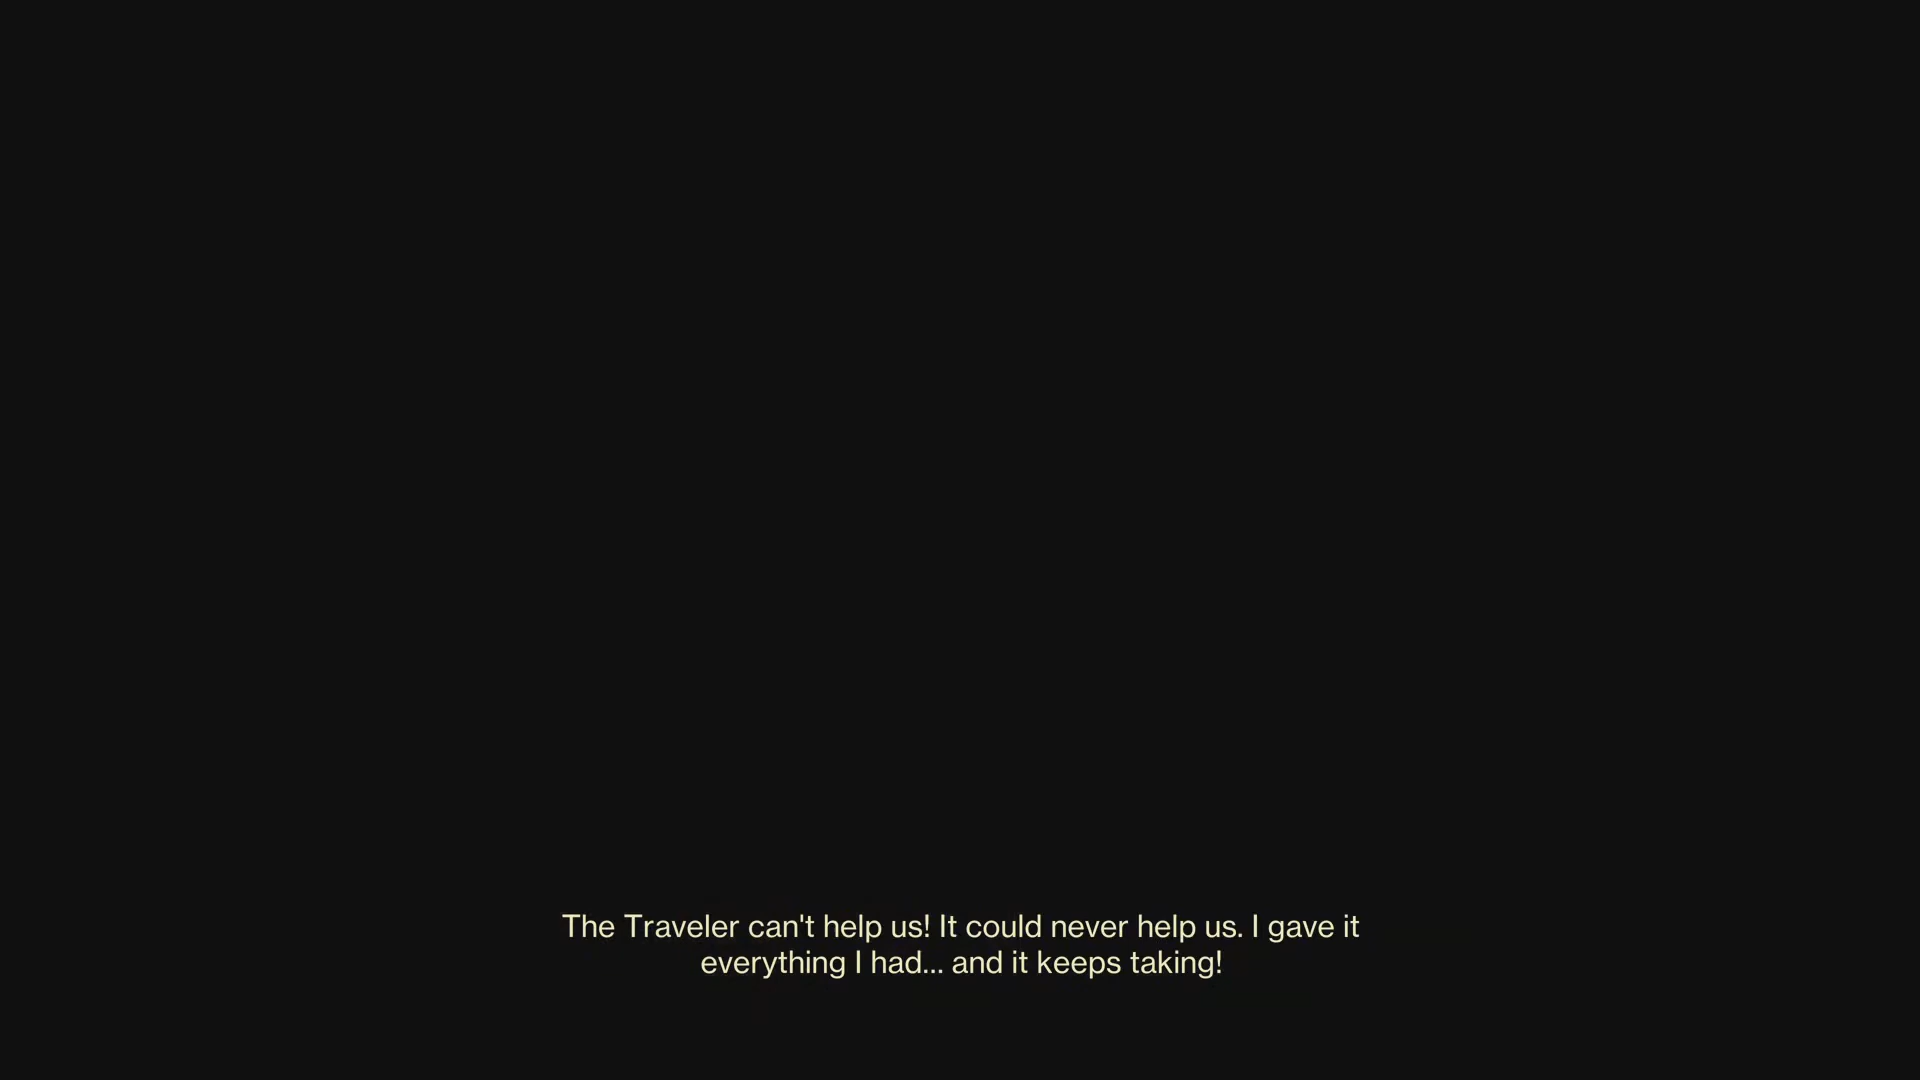 The Traveler can't help us! It could never help us. I gave it
everything I had... and it keeps taking!